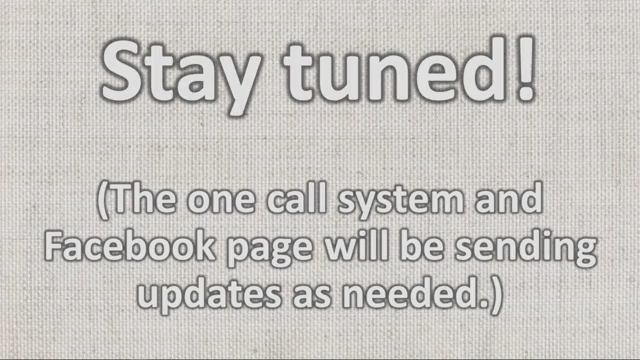 Stay tuned!
(The one call system and
Facebook page will be sending
updates as needed.)